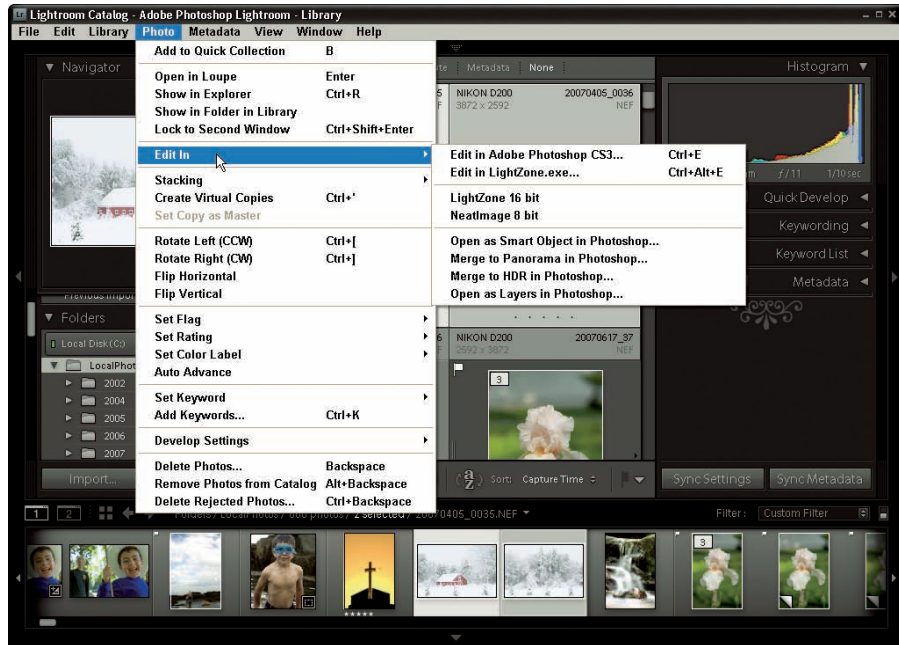 Lr Lightroom Catalog - Adobe Photoshop Lightroom - Library
File Edit Library Photo Metadata View Window Help
Add to Quick Collection B
Open in Loupe Enter
Show in Explorer Ctrl+R
Show in Folder in Library
Lock to Second Window Ctrl+Shift+Enter
Edit In
Stacking
Create Virtual Copies Ctrl+'
Set Copy as Master
Rotate Left (CCW) Ctrl+[
Rotate Right (CW) Ctrl+]
Flip Horizontal
Flip Vertical
Set Flag
Set Rating
Set Color Label
Auto Advance
Set Keyword
Add Keywords... Ctrl+K
Develop Settings
Delete Photos... Backspace
Remove Photos from Catalog Alt+Backspace
Delete Rejected Photos... Ctrl+Backspace
Edit in Adobe Photoshop CS3... Ctrl+E
Edit in LightZone.exe... Ctrl+Alt+E
LightZone 16 bit
NeatImage 8 bit
Open as Smart Object in Photoshop...
Merge to Panorama in Photoshop...
Merge to HDR in Photoshop...
Open as Layers in Photoshop...
Navigator
Folders
Local Disk (C:)
LocalPhot
2002
2004
2005
2006
2007
Import...
Metadata None
NIKON D200 20070405_0036
3872 x 2592 NEF
NIKON D200 20070617_37
2592 x 3872 NEF
3
Sort: Capture Time
Histogram
f/11 1/10 sec
Quick Develop
Keywording
Keyword List
Metadata
Sync Settings Sync Metadata
1 2 2 selected / 20070405_0035.NEF
Filter: Custom Filter
3